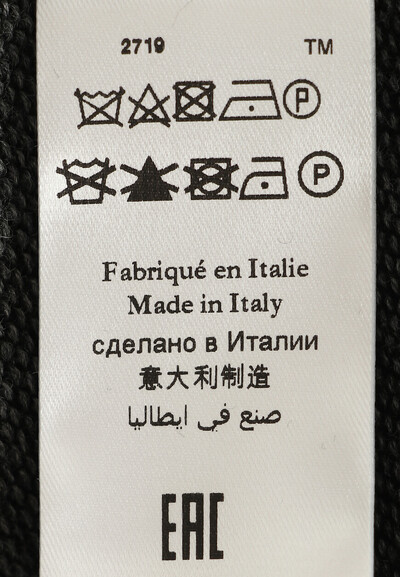 2719 TM
P
P
Fabriqué en Italie
Made in Italy
сделано в Италии
意大利制造
صنع في ايطاليا
EAC